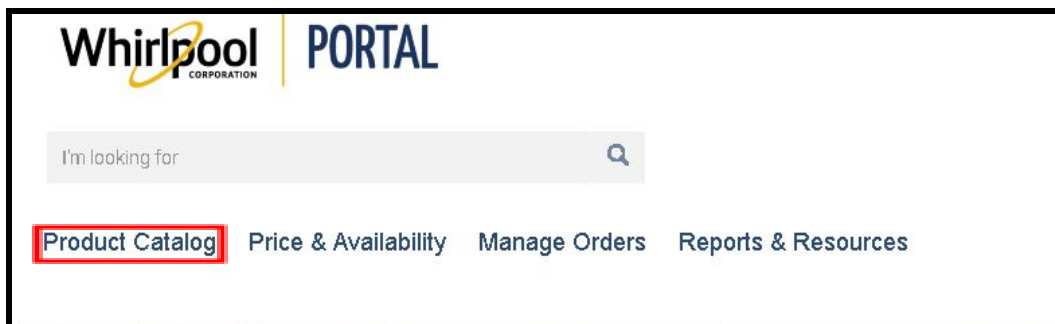 Whirlpool PORTAL
CORPORATION
I'm looking for
Product Catalog Price & Availability Manage Orders Reports & Resources